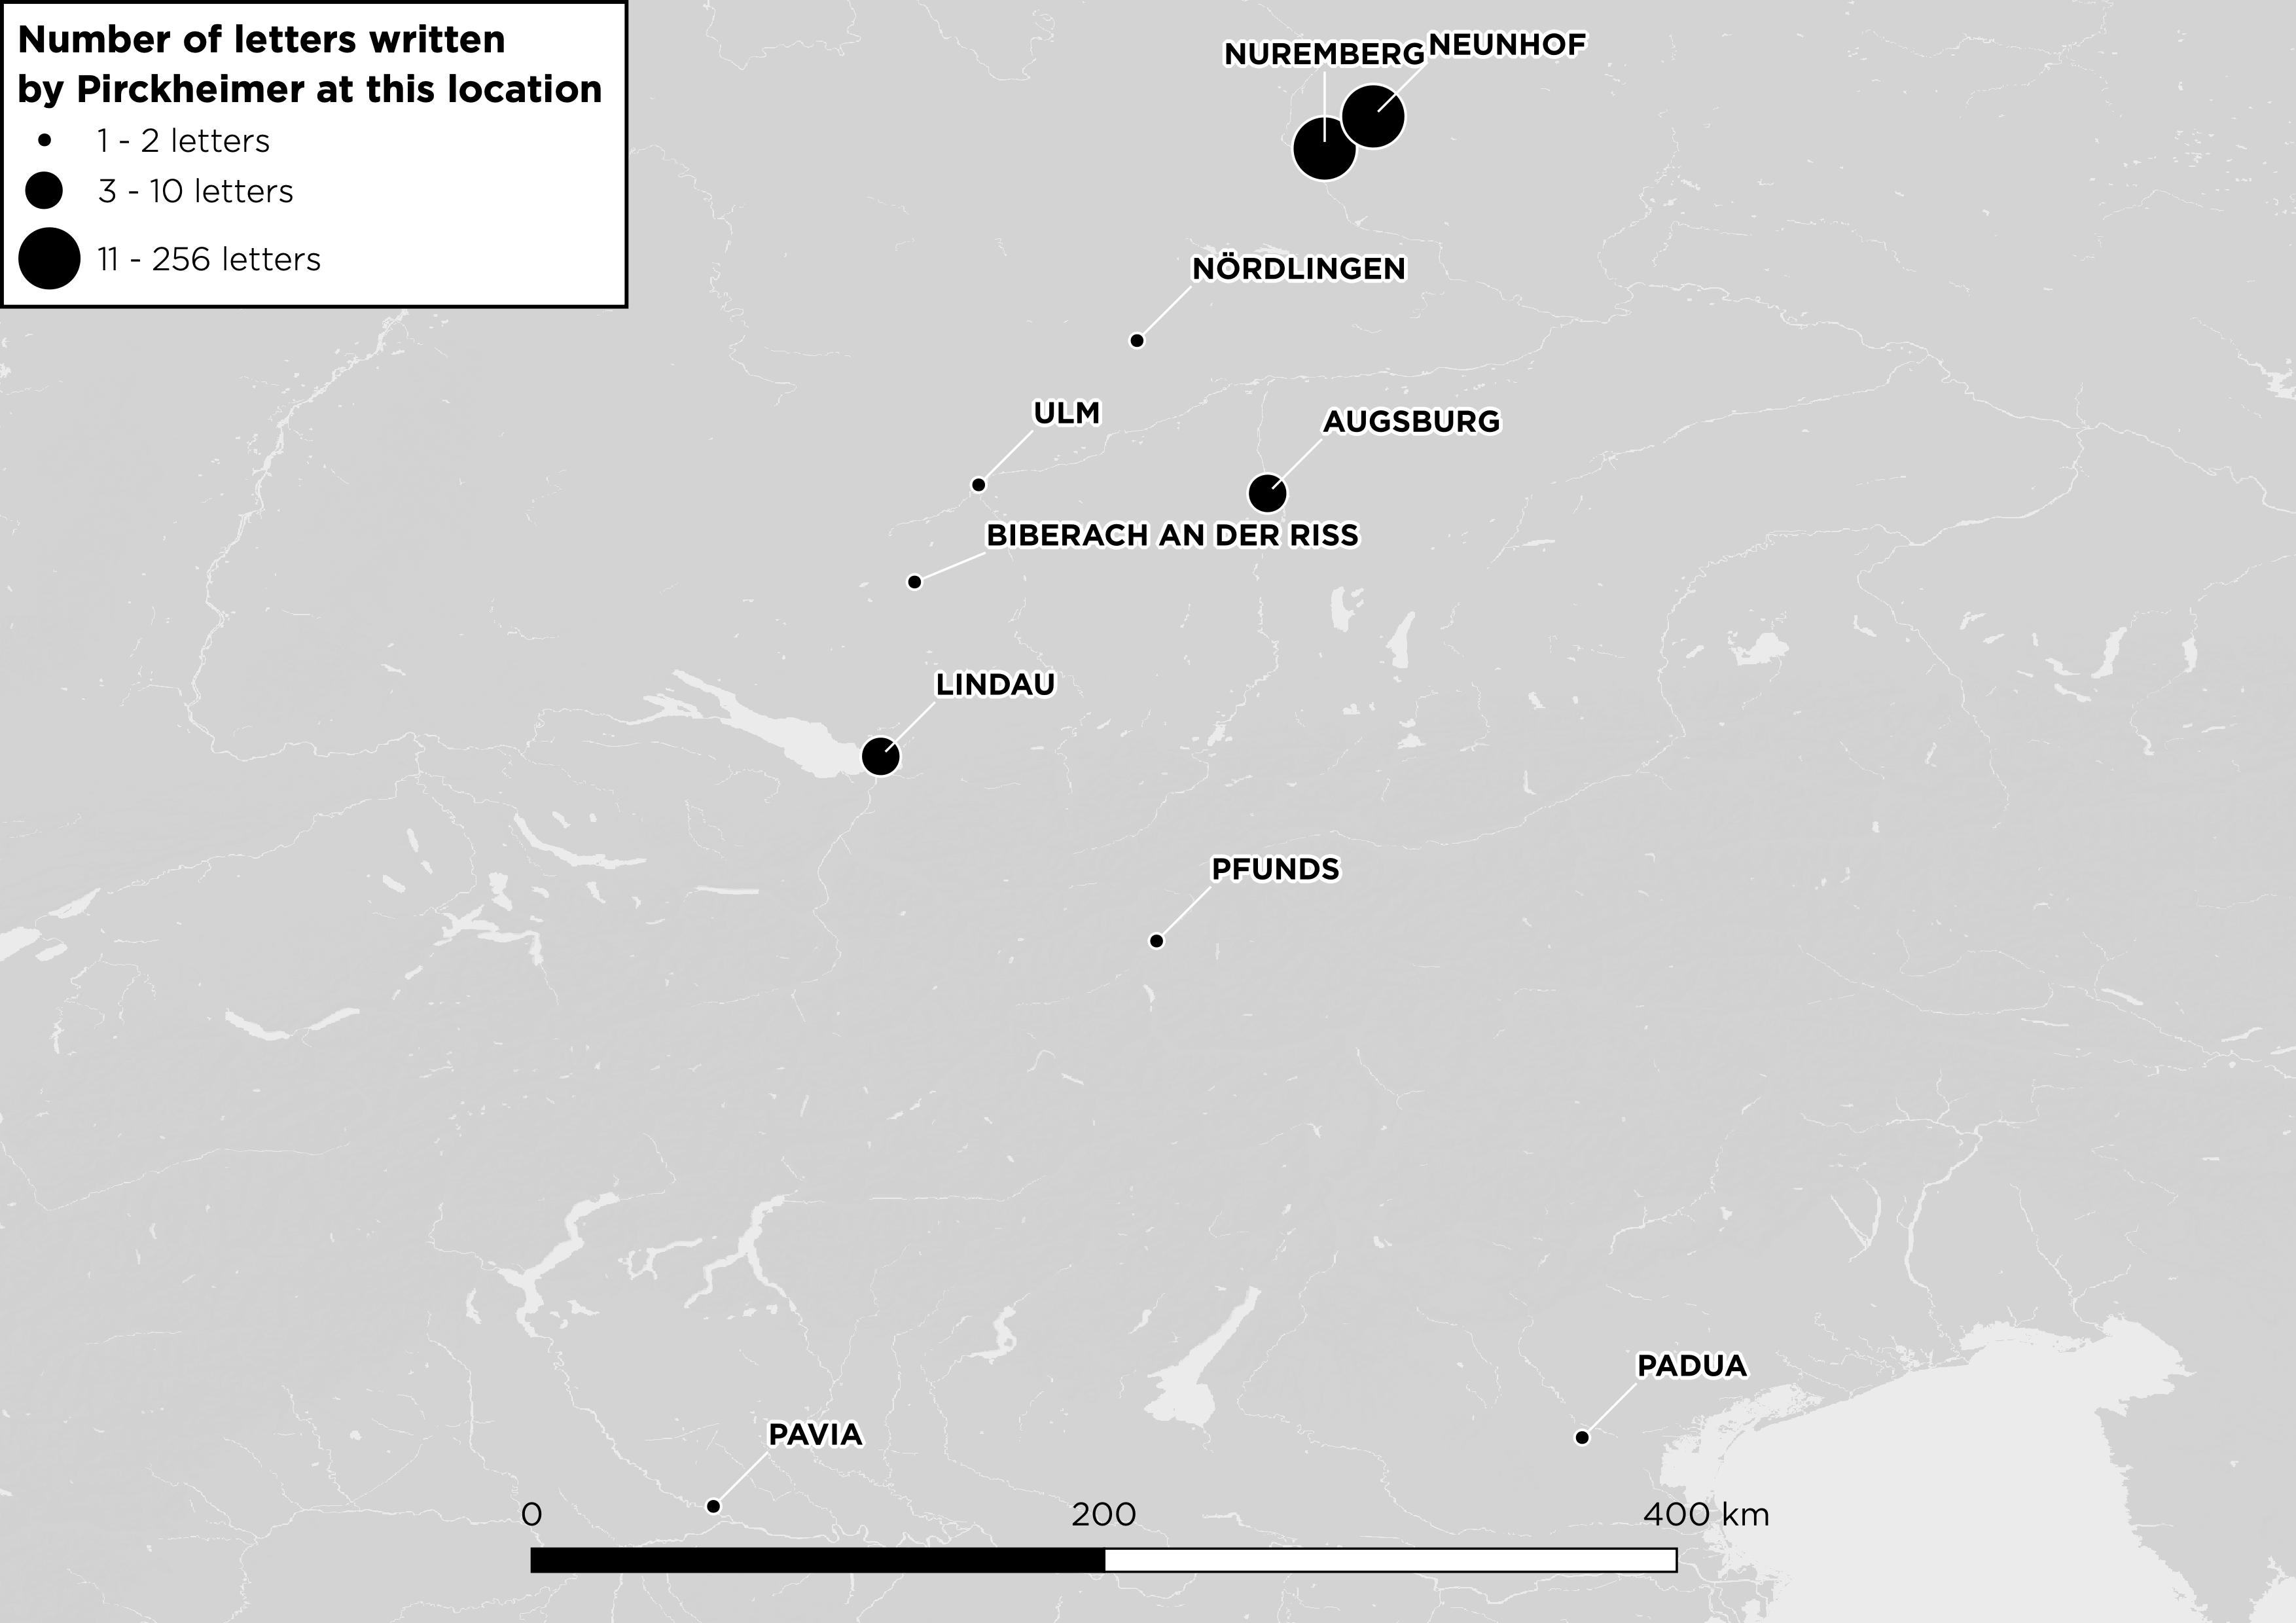 Number of letters written
by Pirckheimer at this location
1 - 2 letters
3 - 10 letters
11 - 256 letters
NUREMBERG
NEUNHOF
NÖRDLINGEN
ULM
AUGSBURG
BIBERACH AN DER RISS
LINDAU
PFUNDS
PADUA
PAVIA
0 200 400 km